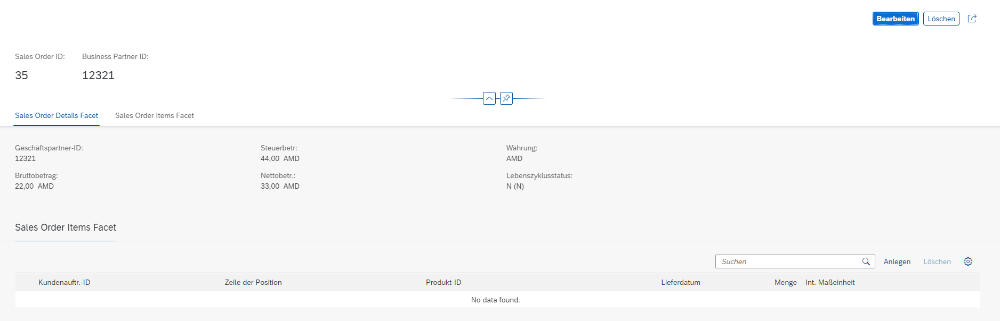 Bearbeiten Löschen
Sales Order ID: Business Partner ID:
35 12321
Sales Order Details Facet Sales Order Items Facet
Geschäftspartner-ID: Steuerbetr: Währung:
12321 44,00 AMD AMD
Bruttobetrag: Nettobetr.: Lebenszyklusstatus:
22,00 AMD 33,00 AMD N (N)
Sales Order Items Facet
Suchen Anlegen Löschen
Kundenauftr.-ID Zeile der Position Produkt-ID Lieferdatum Menge Int. Maßeinheit
No data found.